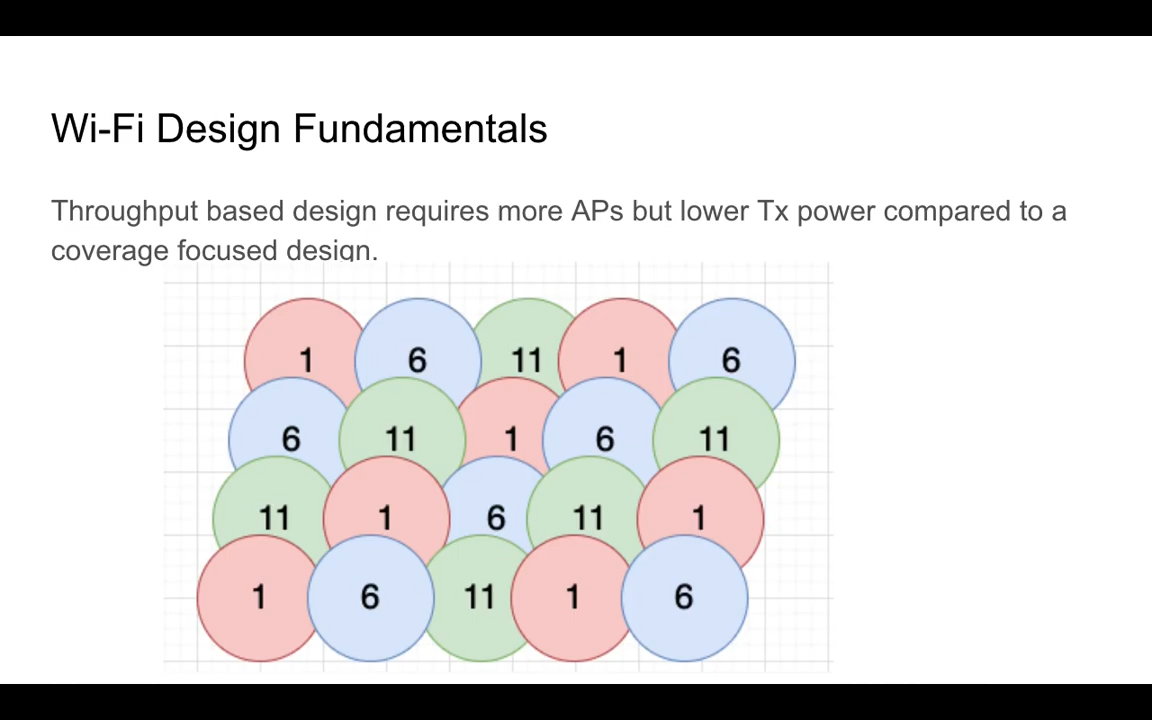 Wi-Fi Design Fundamentals
Throughput based design requires more APs but lower Tx power compared to a
coverage focused design.
1 6 11 1 6
6 11 1 6 11
11 1 6 11 1
1 6 11 1 6